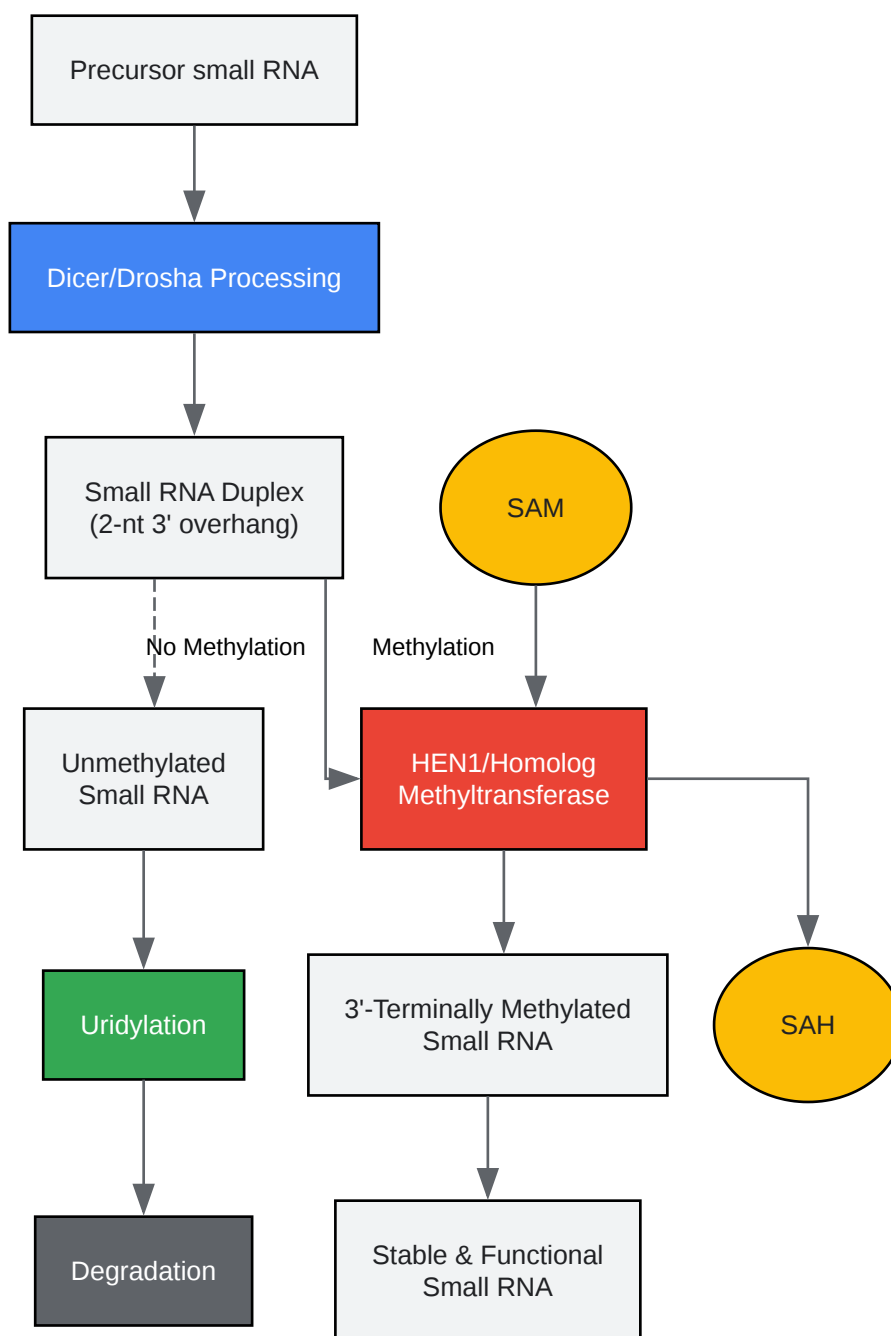 Precursor small RNA
Dicer/Drosha Processing
Small RNA Duplex
(2-nt 3' overhang)
SAM
No Methylation
Methylation
Unmethylated
Small RNA
HEN1/Homolog
Methyltransferase
Uridylation
3'-Terminally Methylated
Small RNA
SAH
Degradation
Stable & Functional
Small RNA